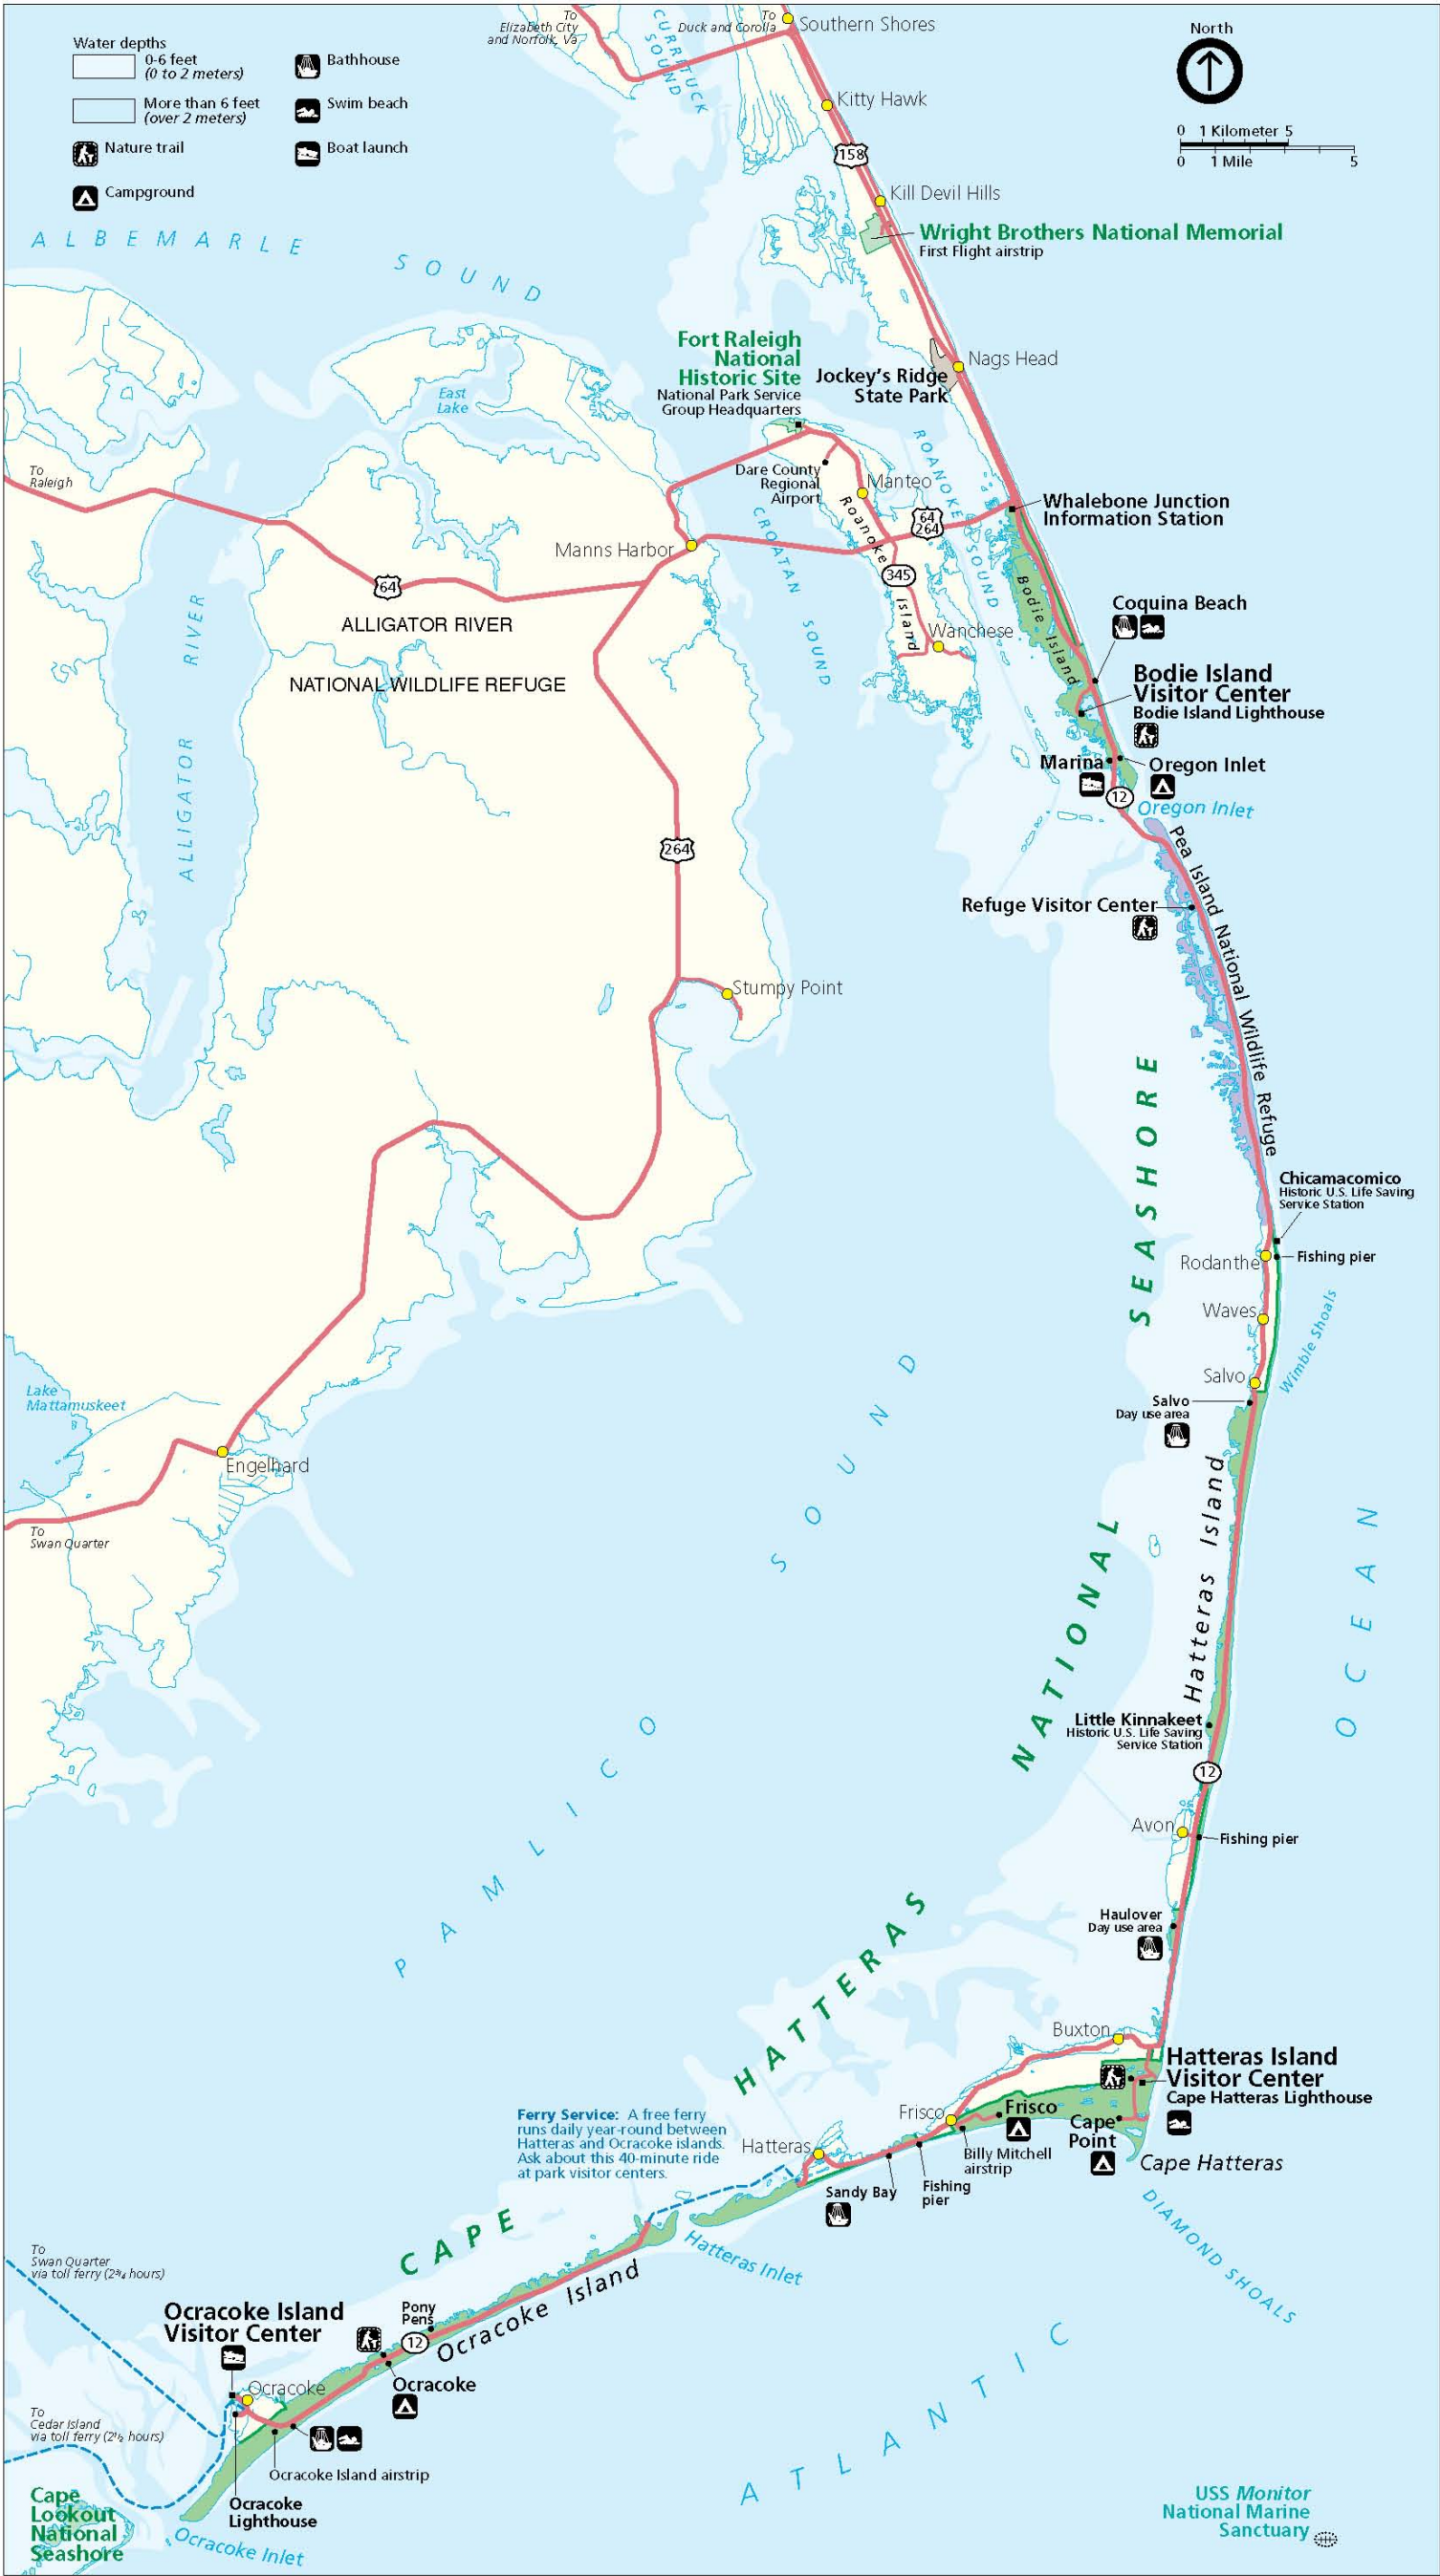 Water depths
0-6 feet
(0 to 2 meters)
More than 6 feet
(over 2 meters)
Nature trail
Campground
Bathhouse
Swim beach
Boat launch
To
Elizabeth City
and Norfolk, Va
CURRITUCK
SOUND
To
Duck and Corolla
Southern Shores
North
0 1 Kilometer 5
0 1 Mile 5
Kitty Hawk
158
Kill Devil Hills
Wright Brothers National Memorial
First Flight airstrip
ALBEMARLE SOUND
Fort Raleigh
National
Historic Site
National Park Service
Group Headquarters
Jockey's Ridge
State Park
Nags Head
East
Lake
To
Raleigh
Dare County
Regional
Airport
Manteo
Roanoke Island
ROANOKE SOUND
CROATAN SOUND
64
264
Whalebone Junction
Information Station
Manns Harbor
64
345
ALLIGATOR RIVER
NATIONAL WILDLIFE REFUGE
ALLIGATOR RIVER
Wanchese
Bodie Island
Coquina Beach
Bodie Island
Visitor Center
Bodie Island Lighthouse
Marina
Oregon Inlet
12
Oregon Inlet
264
Pea Island National Wildlife Refuge
Refuge Visitor Center
Stumpy Point
Chicamacomico
Historic U.S. Life Saving
Service Station
Rodanthe
Fishing pier
Waves
Wimble Shoals
Salvo
Salvo
Day use area
Lake
Mattamuskeet
Engelhard
To
Swan Quarter
Hatteras Island
PAMLICO SOUND
CAPE HATTERAS NATIONAL SEASHORE
Little Kinnakeet
Historic U.S. Life Saving
Service Station
12
Avon
Fishing pier
Haulover
Day use area
Buxton
Hatteras Island
Visitor Center
Cape Hatteras Lighthouse
Frisco
Frisco
Cape
Point
Cape Hatteras
Billy Mitchell
airstrip
Fishing
pier
Sandy Bay
Hatteras
Ferry Service: A free ferry
runs daily year-round between
Hatteras and Ocracoke islands.
Ask about this 40-minute ride
at park visitor centers.
DIAMOND SHOALS
Hatteras Inlet
To
Swan Quarter
via toll ferry (2¾ hours)
Ocracoke Island
Visitor Center
Pony
Pens
12
Ocracoke Island
Ocracoke
Ocracoke
To
Cedar Island
via toll ferry (2½ hours)
Ocracoke Island airstrip
Ocracoke
Lighthouse
Cape
Lookout
National
Seashore
Ocracoke Inlet
ATLANTIC OCEAN
USS Monitor
National Marine
Sanctuary